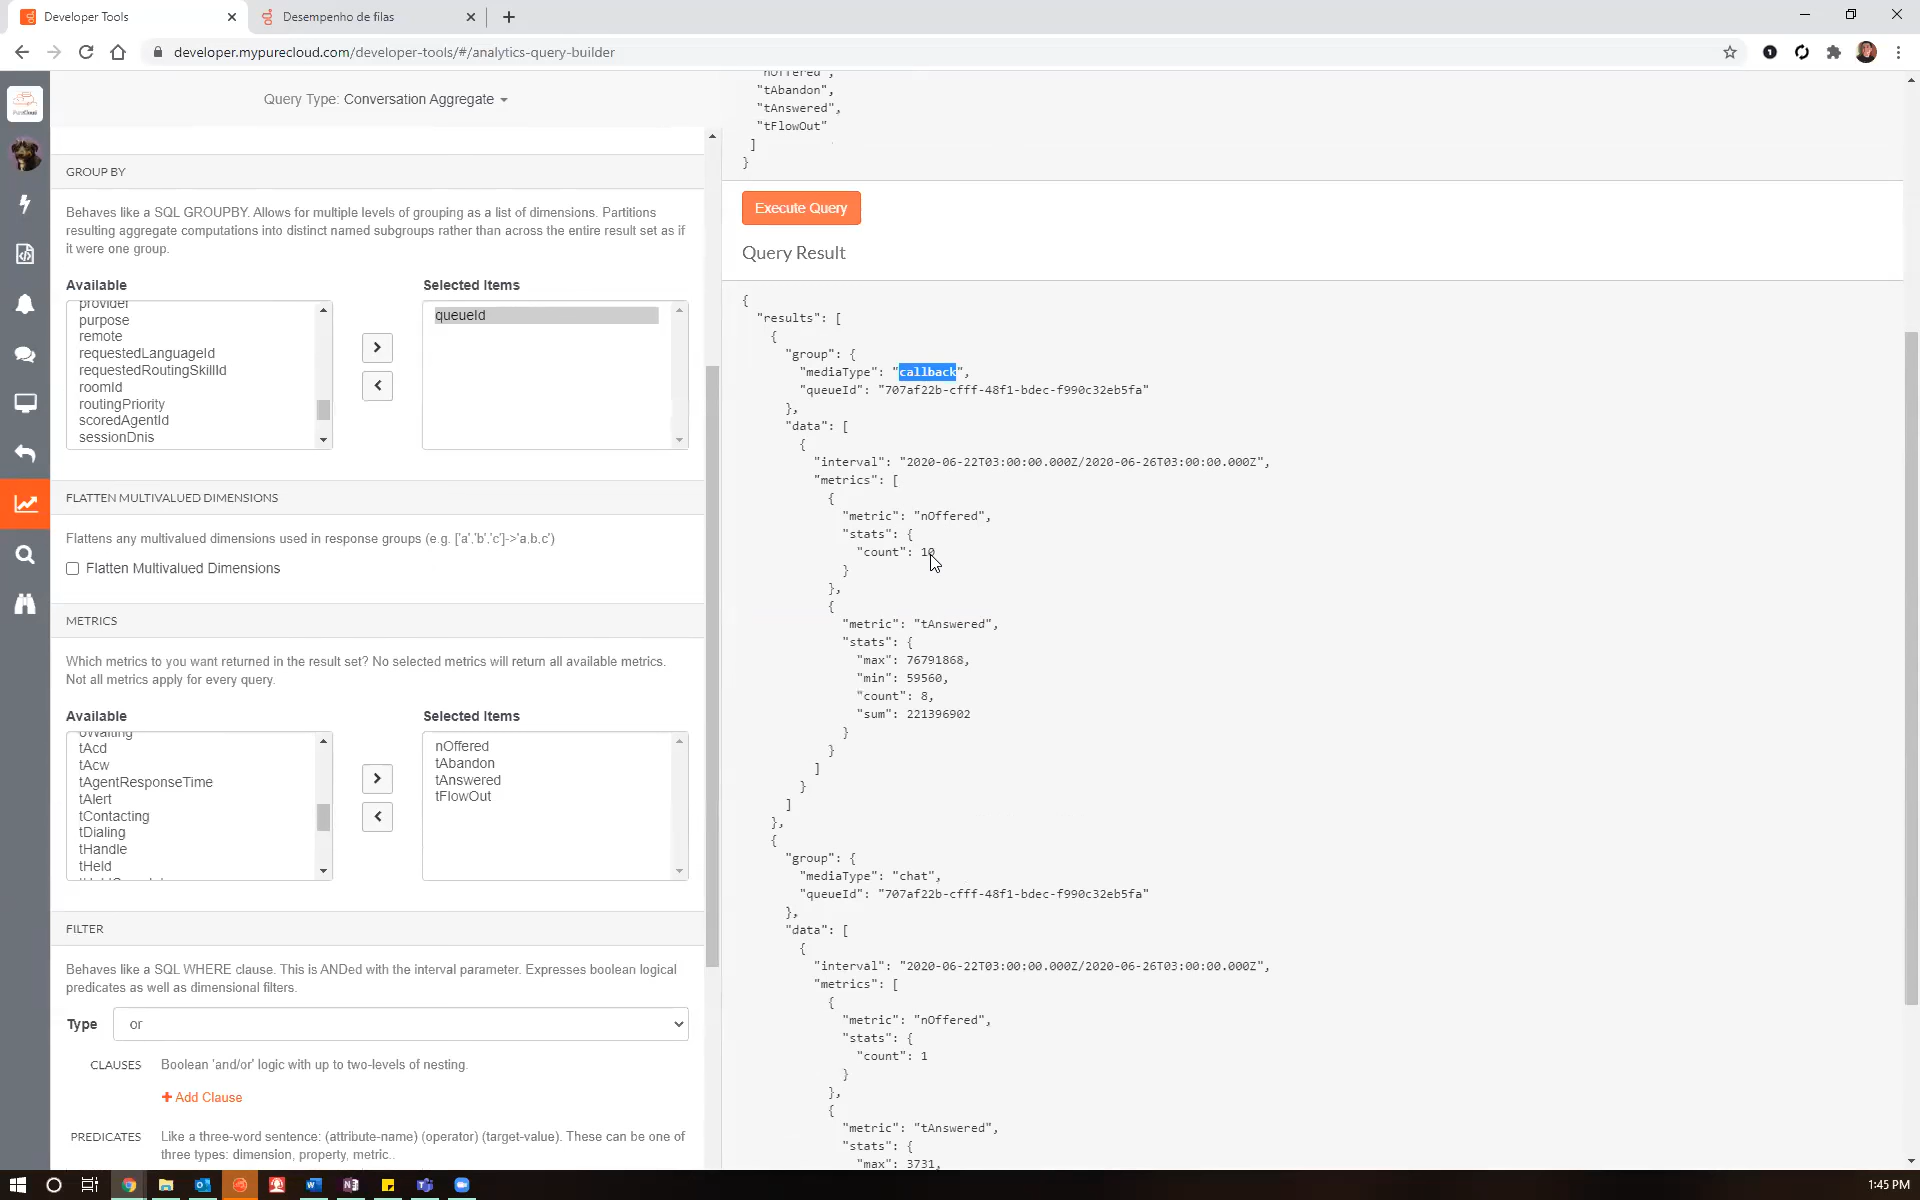 Developer Tools
Desempenho de filas
developer.mypurecloud.com/developer-tools/#/analytics-query-builder
Query Type: Conversation Aggregate
GROUP BY
Behaves like a SQL GROUPBY. Allows for multiple levels of grouping as a list of dimensions. Partitions
resulting aggregate computations into distinct named subgroups rather than across the entire result set as if
it were one group.
Available
Selected Items
provider
purpose
remote
requestedLanguageId
requestedRoutingSkillId
roomId
routingPriority
scoredAgentId
sessionDnis
queueId
FLATTEN MULTIVALUED DIMENSIONS
Flattens any multivalued dimensions used in response groups (e.g. ['a','b','c']->'a,b,c')
Flatten Multivalued Dimensions
METRICS
Which metrics to you want returned in the result set? No selected metrics will return all available metrics.
Not all metrics apply for every query.
Available
Selected Items
oWaiting
tAcd
tAcw
tAgentResponseTime
tAlert
tContacting
tDialing
tHandle
tHeld
nOffered
tAbandon
tAnswered
tFlowOut
FILTER
Behaves like a SQL WHERE clause. This is ANDed with the interval parameter. Expresses boolean logical
predicates as well as dimensional filters.
Type or
CLAUSES Boolean 'and/or' logic with up to two-levels of nesting.
+ Add Clause
PREDICATES Like a three-word sentence: (attribute-name) (operator) (target-value). These can be one of
three types: dimension, property, metric..
"nOffered",
"tAbandon",
"tAnswered",
"tFlowOut"
]
}
Execute Query
Query Result
{
"results": [
{
"group": {
"mediaType": "callback",
"queueId": "707af22b-cfff-48f1-bdec-f990c32eb5fa"
},
"data": [
{
"interval": "2020-06-22T03:00:00.000Z/2020-06-26T03:00:00.000Z",
"metrics": [
{
"metric": "nOffered",
"stats": {
"count": 10
}
},
{
"metric": "tAnswered",
"stats": {
"max": 76791868,
"min": 59560,
"count": 8,
"sum": 221396902
}
}
]
}
]
},
{
"group": {
"mediaType": "chat",
"queueId": "707af22b-cfff-48f1-bdec-f990c32eb5fa"
},
"data": [
{
"interval": "2020-06-22T03:00:00.000Z/2020-06-26T03:00:00.000Z",
"metrics": [
{
"metric": "nOffered",
"stats": {
"count": 1
}
},
{
"metric": "tAnswered",
"stats": {
"max": 3731,
1:45 PM